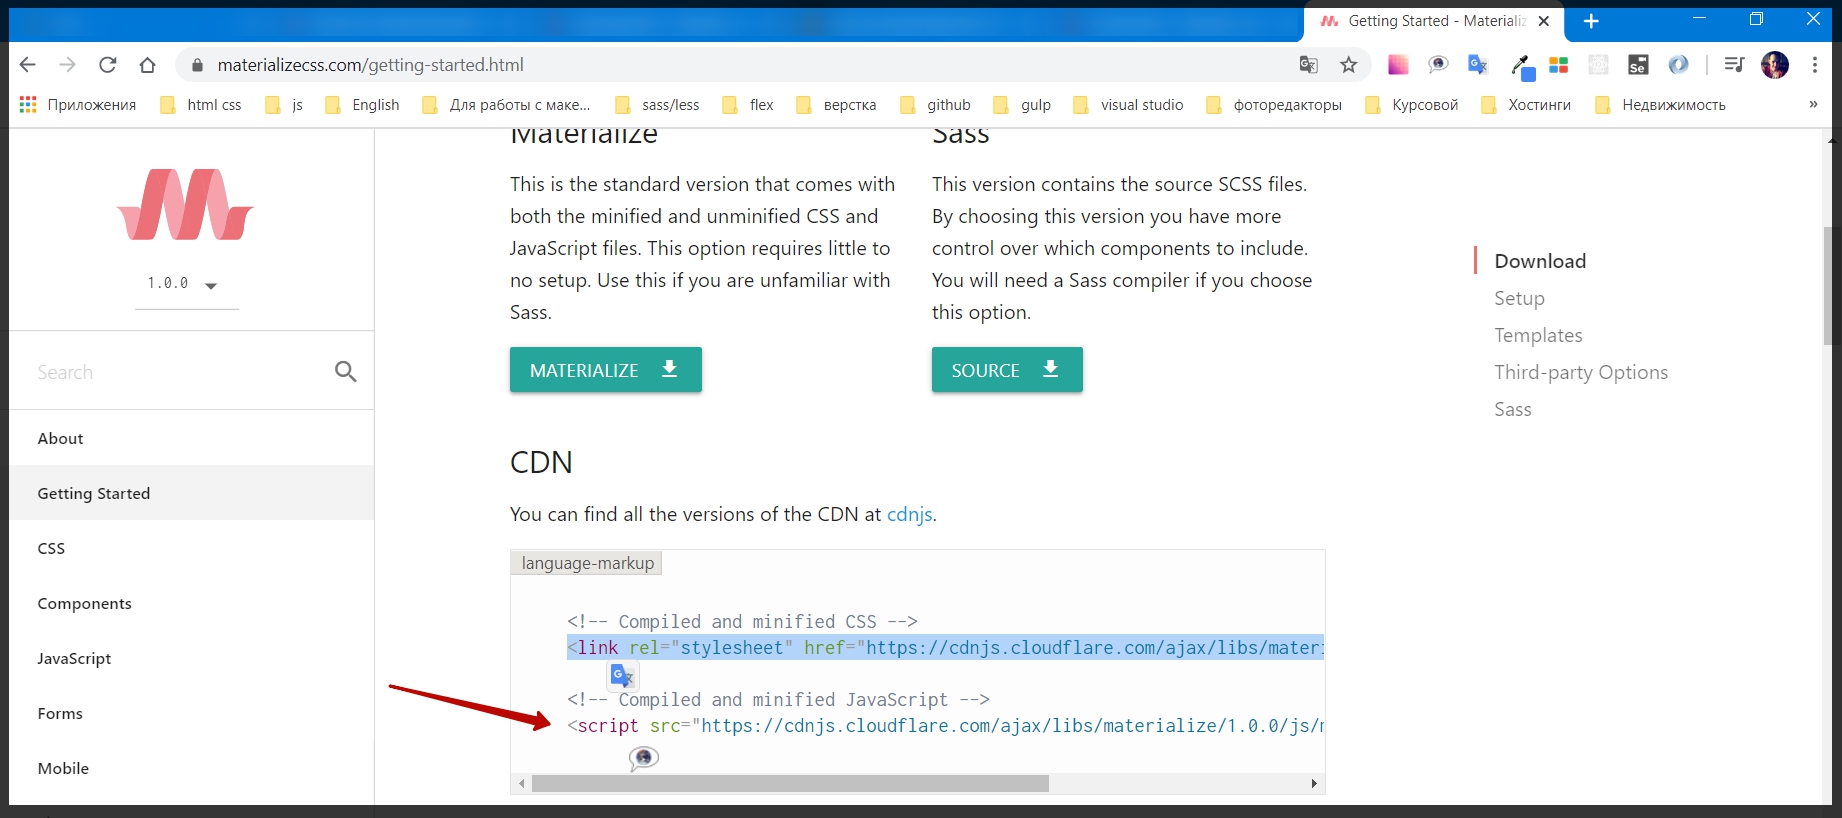 Getting Started - Materializ
materializecss.com/getting-started.html
Приложения
html css
js
English
Для работы с маке...
sass/less
flex
верстка
github
gulp
visual studio
фоторедакторы
Курсовой
Хостинги
Недвижимость
»
1.0.0
Search
About
Getting Started
CSS
Components
JavaScript
Forms
Mobile
Materialize
This is the standard version that comes with
both the minified and unminified CSS and
JavaScript files. This option requires little to
no setup. Use this if you are unfamiliar with
Sass.
MATERIALIZE
Sass
This version contains the source SCSS files.
By choosing this version you have more
control over which components to include.
You will need a Sass compiler if you choose
this option.
SOURCE
CDN
You can find all the versions of the CDN at cdnjs.
language-markup
<!-- Compiled and minified CSS -->
<link rel="stylesheet" href="https://cdnjs.cloudflare.com/ajax/libs/materi
<!-- Compiled and minified JavaScript -->
<script src="https://cdnjs.cloudflare.com/ajax/libs/materialize/1.0.0/js/m
Download
Setup
Templates
Third-party Options
Sass